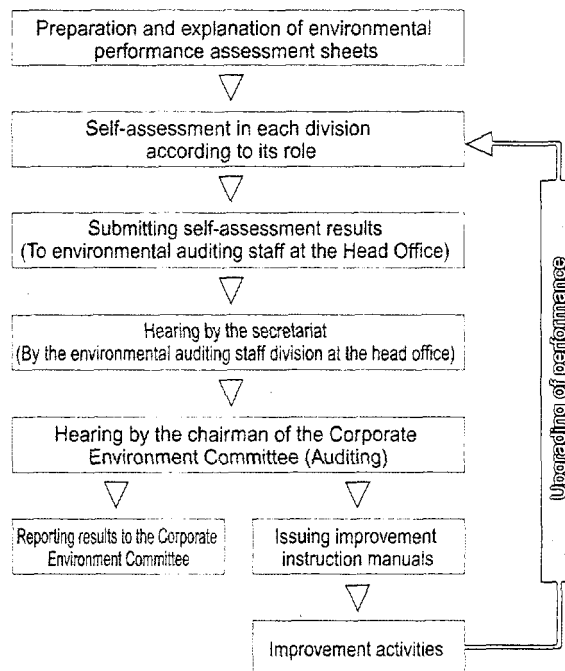 Preparation and explanation of environmental
performance assessment sheets
Self-assessment in each division
according to its role
Submitting self-assessment results
(To environmental auditing staff at the Head Office)
Hearing by the secretariat
(By the environmental auditing staff division at the head office)
Hearing by the chairman of the Corporate
Environment Committee (Auditing)
Reporting results to the Corporate
Environment Committee
Issuing improvement
instruction manuals
Improvement activities
Upgrading of performance